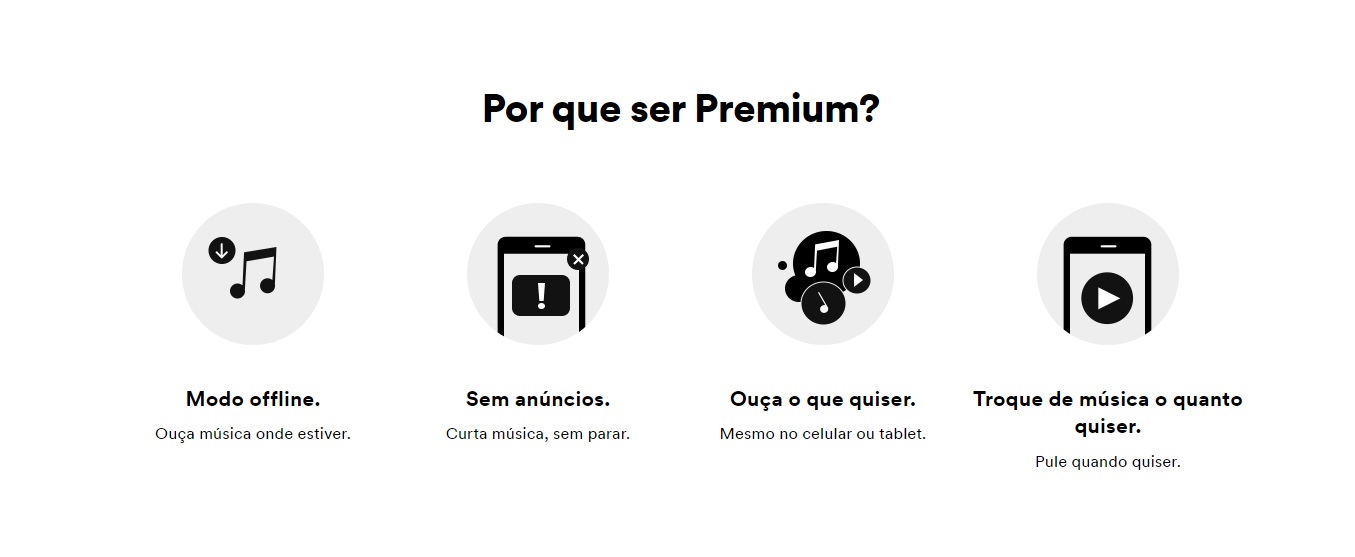 Por que ser Premium?
Modo offline.
Ouça música onde estiver.
Sem anúncios.
Curta música, sem parar.
Ouça o que quiser.
Mesmo no celular ou tablet.
Troque de música o quanto
quiser.
Pule quando quiser.